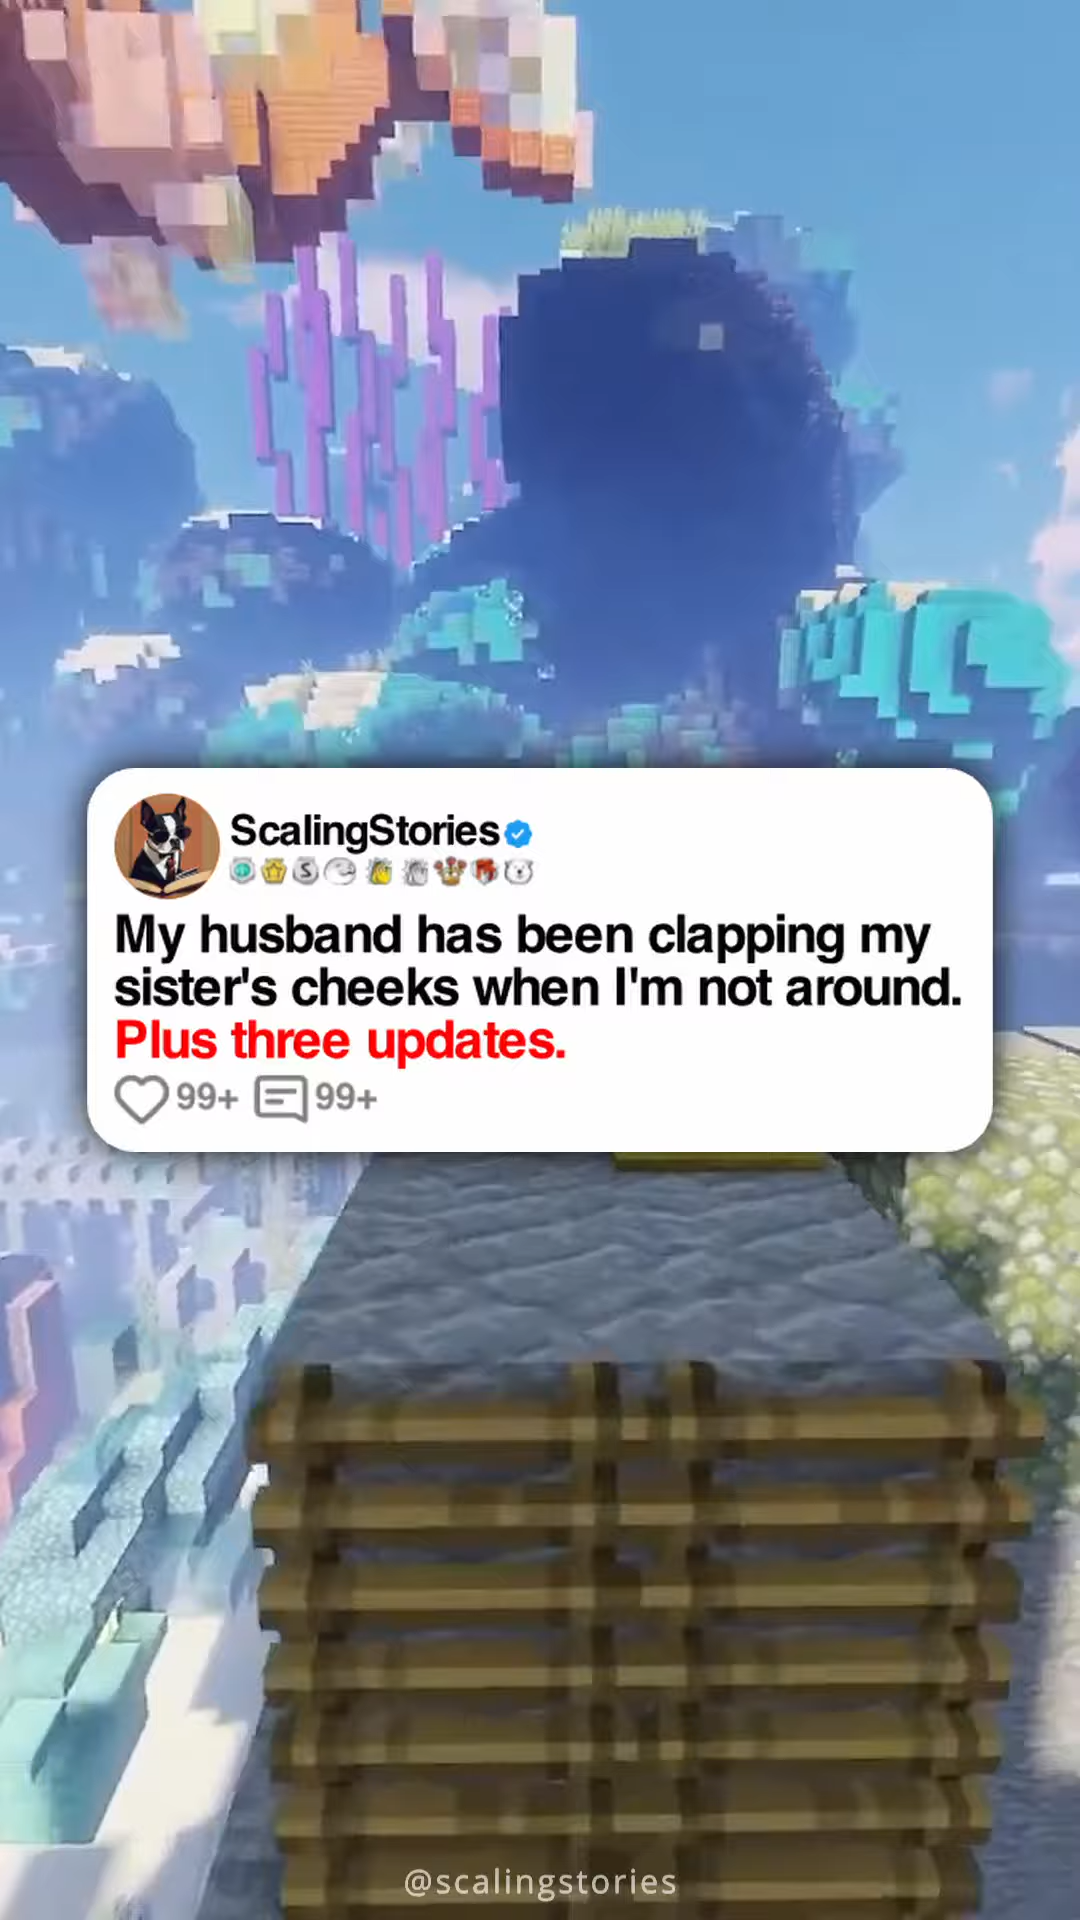 ScalingStories
My husband has been clapping my
sister's cheeks when I'm not around.
Plus three updates.
99+ 99+
@scalingstories